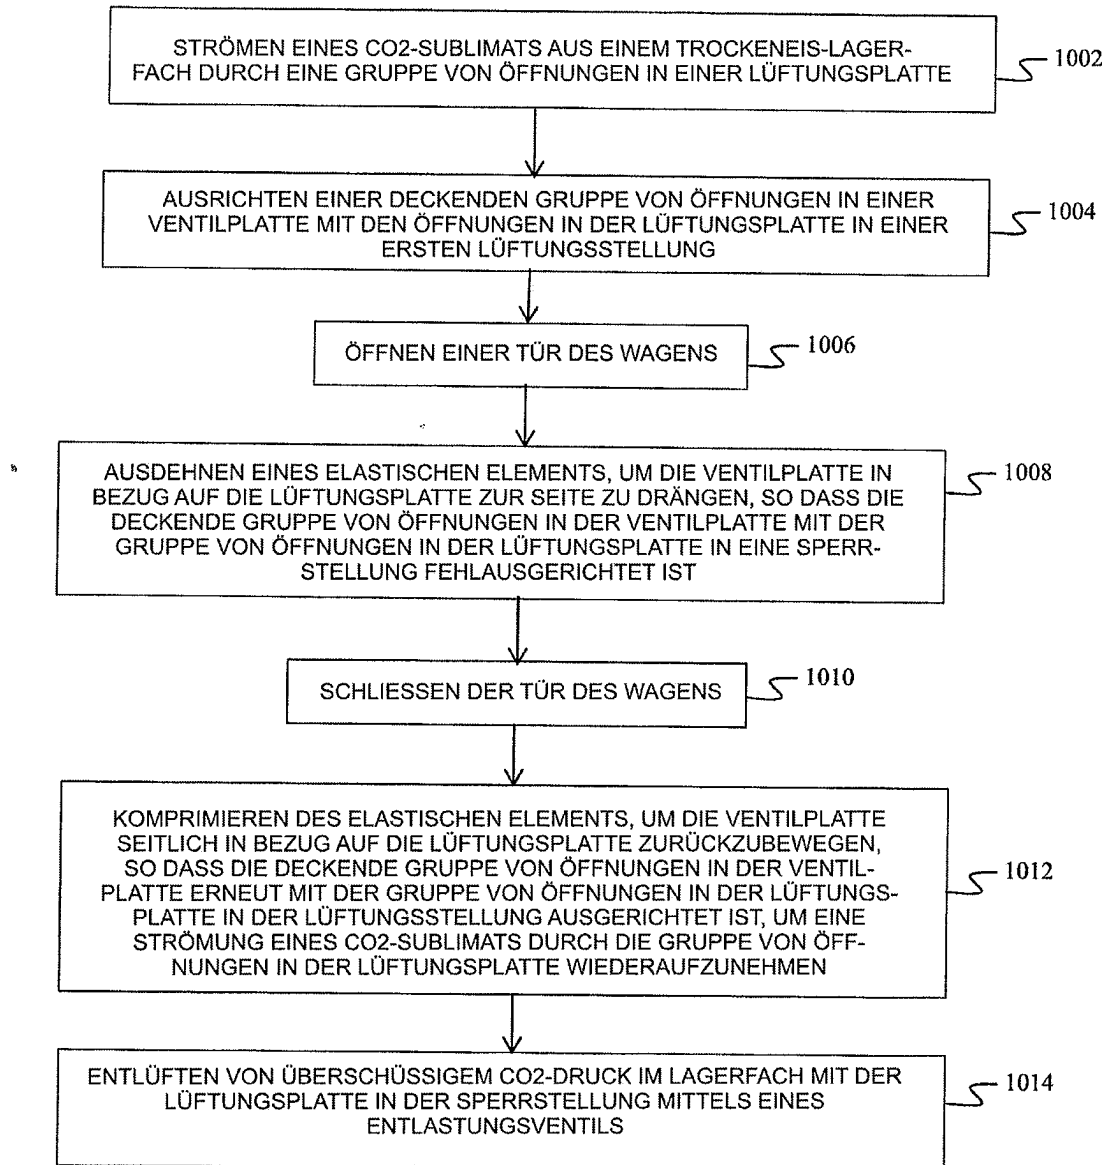 STRÖMEN EINES CO2-SUBLIMATS AUS EINEM TROCKENEIS-LAGER-
FACH DURCH EINE GRUPPE VON ÖFFNUNGEN IN EINER LÜFTUNGSPLATTE
1002
AUSRICHTEN EINER DECKENDEN GRUPPE VON ÖFFNUNGEN IN EINER
VENTILPLATTE MIT DEN ÖFFNUNGEN IN DER LÜFTUNGSPLATTE IN EINER
ERSTEN LÜFTUNGSSTELLUNG
1004
ÖFFNEN EINER TÜR DES WAGENS
1006
AUSDEHNEN EINES ELASTISCHEN ELEMENTS, UM DIE VENTILPLATTE IN
BEZUG AUF DIE LÜFTUNGSPLATTE ZUR SEITE ZU DRÄNGEN, SO DASS DIE
DECKENDE GRUPPE VON ÖFFNUNGEN IN DER VENTILPLATTE MIT DER
GRUPPE VON ÖFFNUNGEN IN DER LÜFTUNGSPLATTE IN EINE SPERR-
STELLUNG FEHLAUSGERICHTET IST
1008
SCHLIESSEN DER TÜR DES WAGENS
1010
KOMPRIMIEREN DES ELASTISCHEN ELEMENTS, UM DIE VENTILPLATTE
SEITLICH IN BEZUG AUF DIE LÜFTUNGSPLATTE ZURÜCKZUBEWEGEN,
SO DASS DIE DECKENDE GRUPPE VON ÖFFNUNGEN IN DER VENTIL-
PLATTE ERNEUT MIT DER GRUPPE VON ÖFFNUNGEN IN DER LÜFTUNGS-
PLATTE IN DER LÜFTUNGSSTELLUNG AUSGERICHTET IST, UM EINE
STRÖMUNG EINES CO2-SUBLIMATS DURCH DIE GRUPPE VON ÖFF-
NUNGEN IN DER LÜFTUNGSPLATTE WIEDERAUFZUNEHMEN
1012
ENTLÜFTEN VON ÜBERSCHÜSSIGEM CO2-DRUCK IM LAGERFACH MIT DER
LÜFTUNGSPLATTE IN DER SPERRSTELLUNG MITTELS EINES
ENTLASTUNGSVENTILS
1014